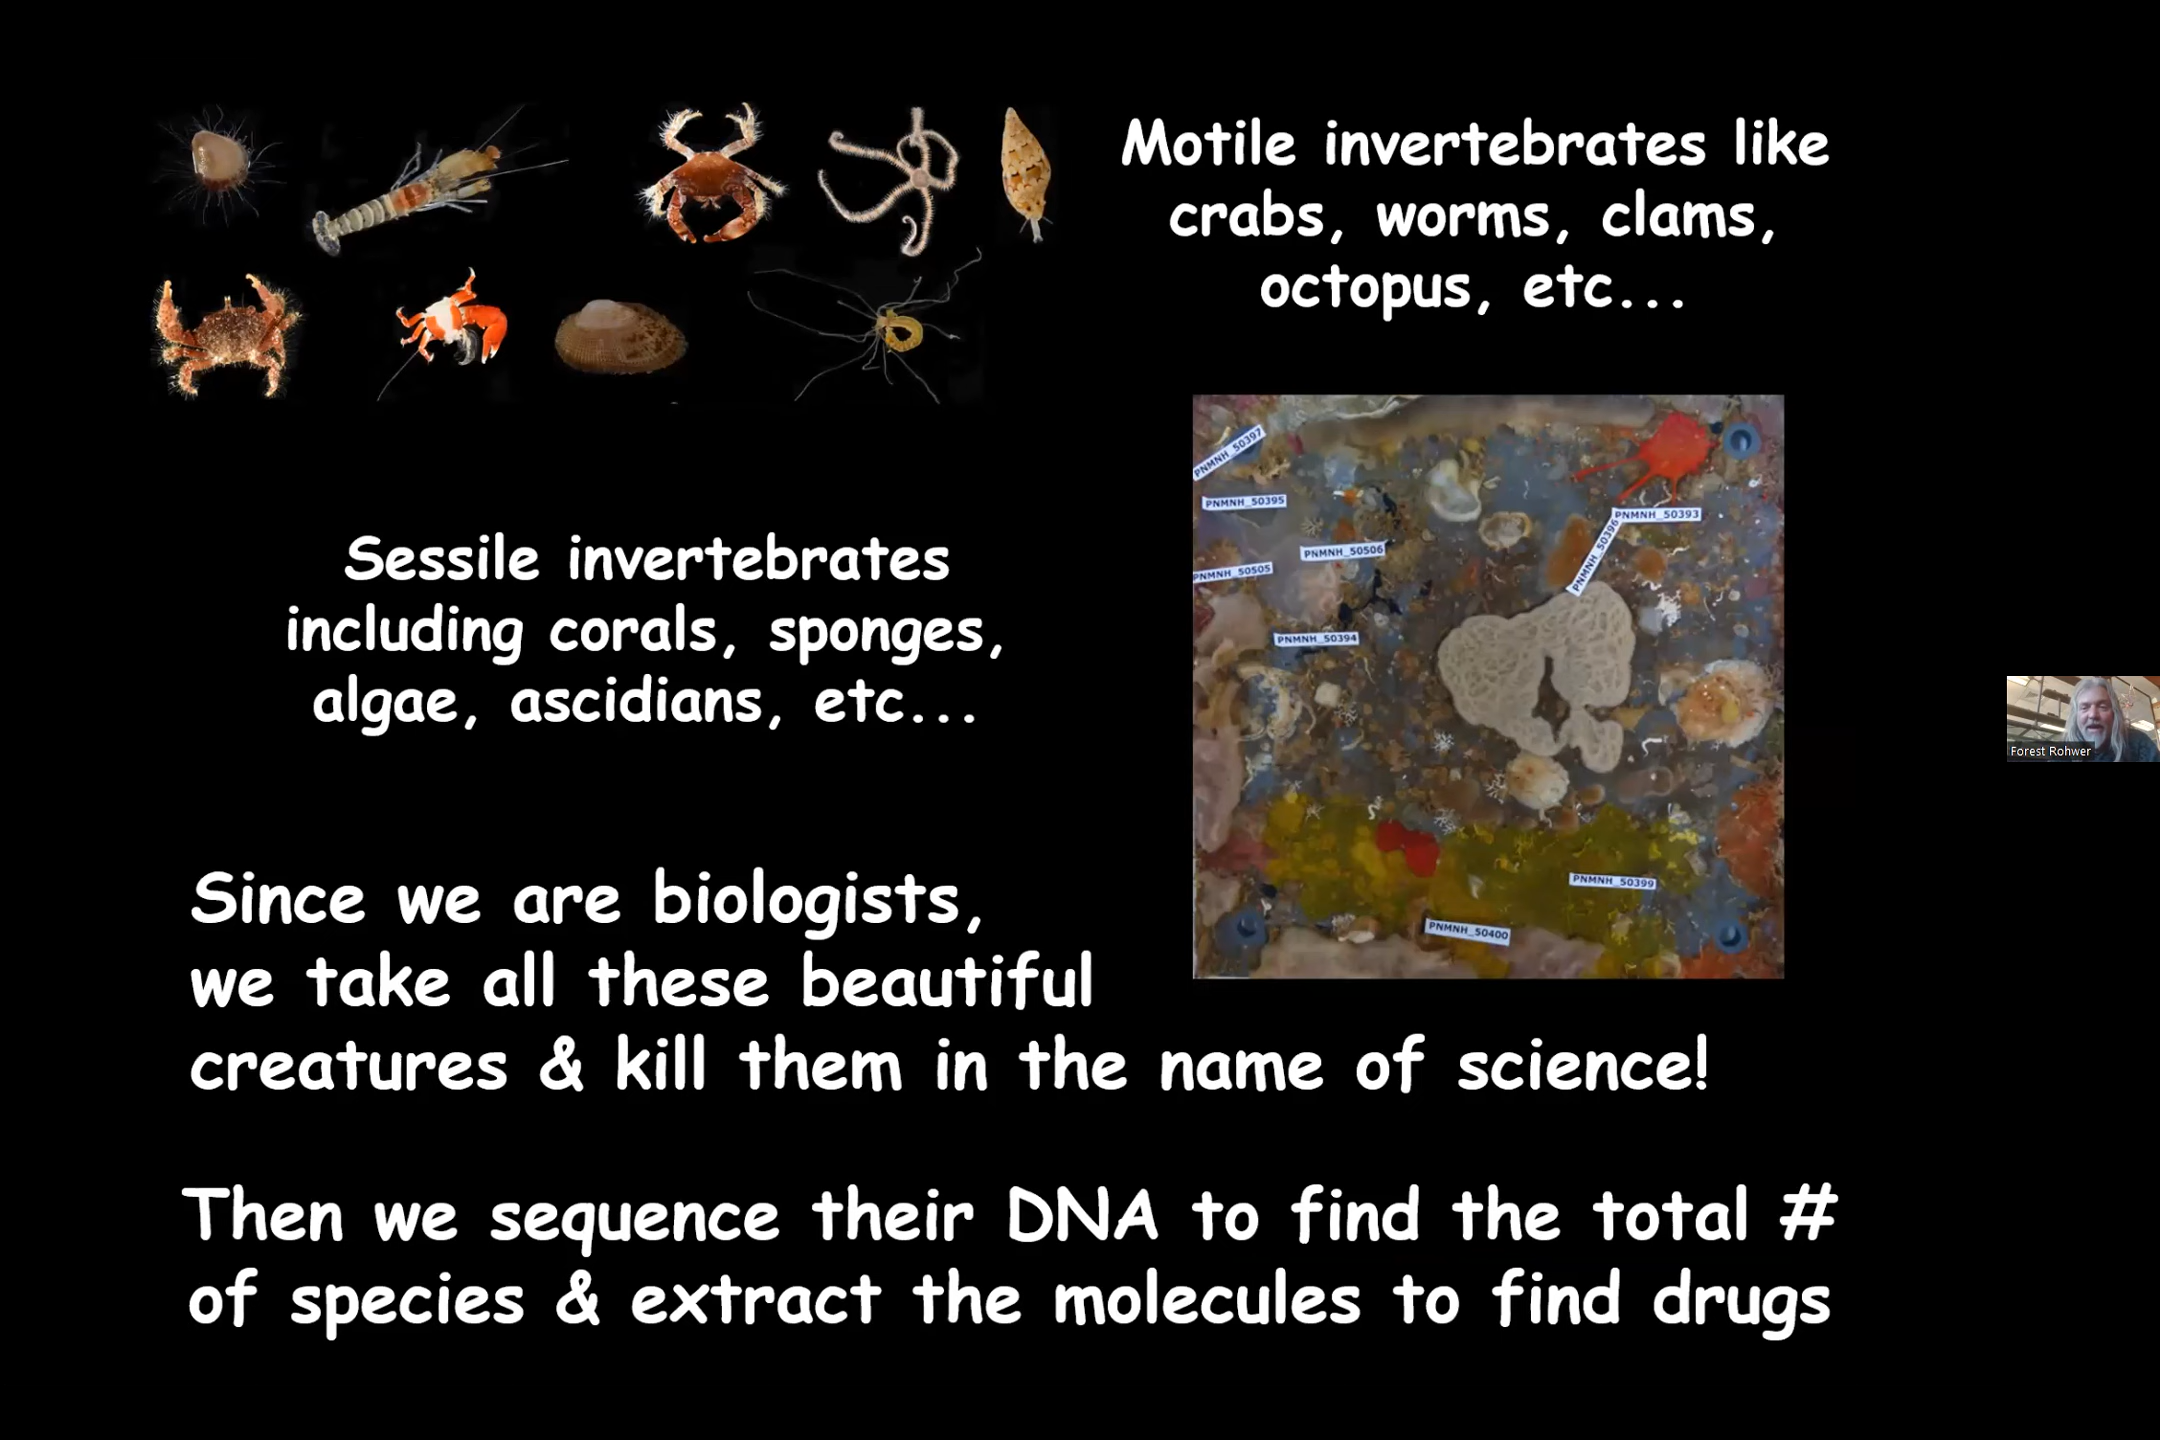 Motile invertebrates like
crabs, worms, clams,
octopus, etc...
PNMNH_50397
PNMNH_50395
PNMNH_50393
PNMNH_50396
PNMNH_50506
PNMNH_50505
PNMNH_50394
PNMNH_50399
PNMNH_50400
Sessile invertebrates
including corals, sponges,
algae, ascidians, etc...
Forest Rohwer
Since we are biologists,
we take all these beautiful
creatures & kill them in the name of science!
Then we sequence their DNA to find the total #
of species & extract the molecules to find drugs